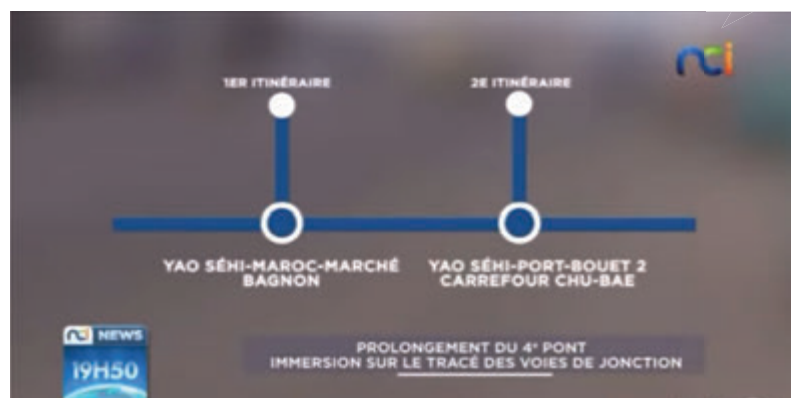 nci
1ER ITINÉRAIRE
2E ITINÉRAIRE
YAO SÉHI-MAROC-MARCHÉ
BAGNON
YAO SÉHI-PORT-BOUET 2
CARREFOUR CHU-BAE
nci NEWS
19H50
PROLONGEMENT DU 4e PONT
IMMERSION SUR LE TRACÉ DES VOIES DE JONCTION